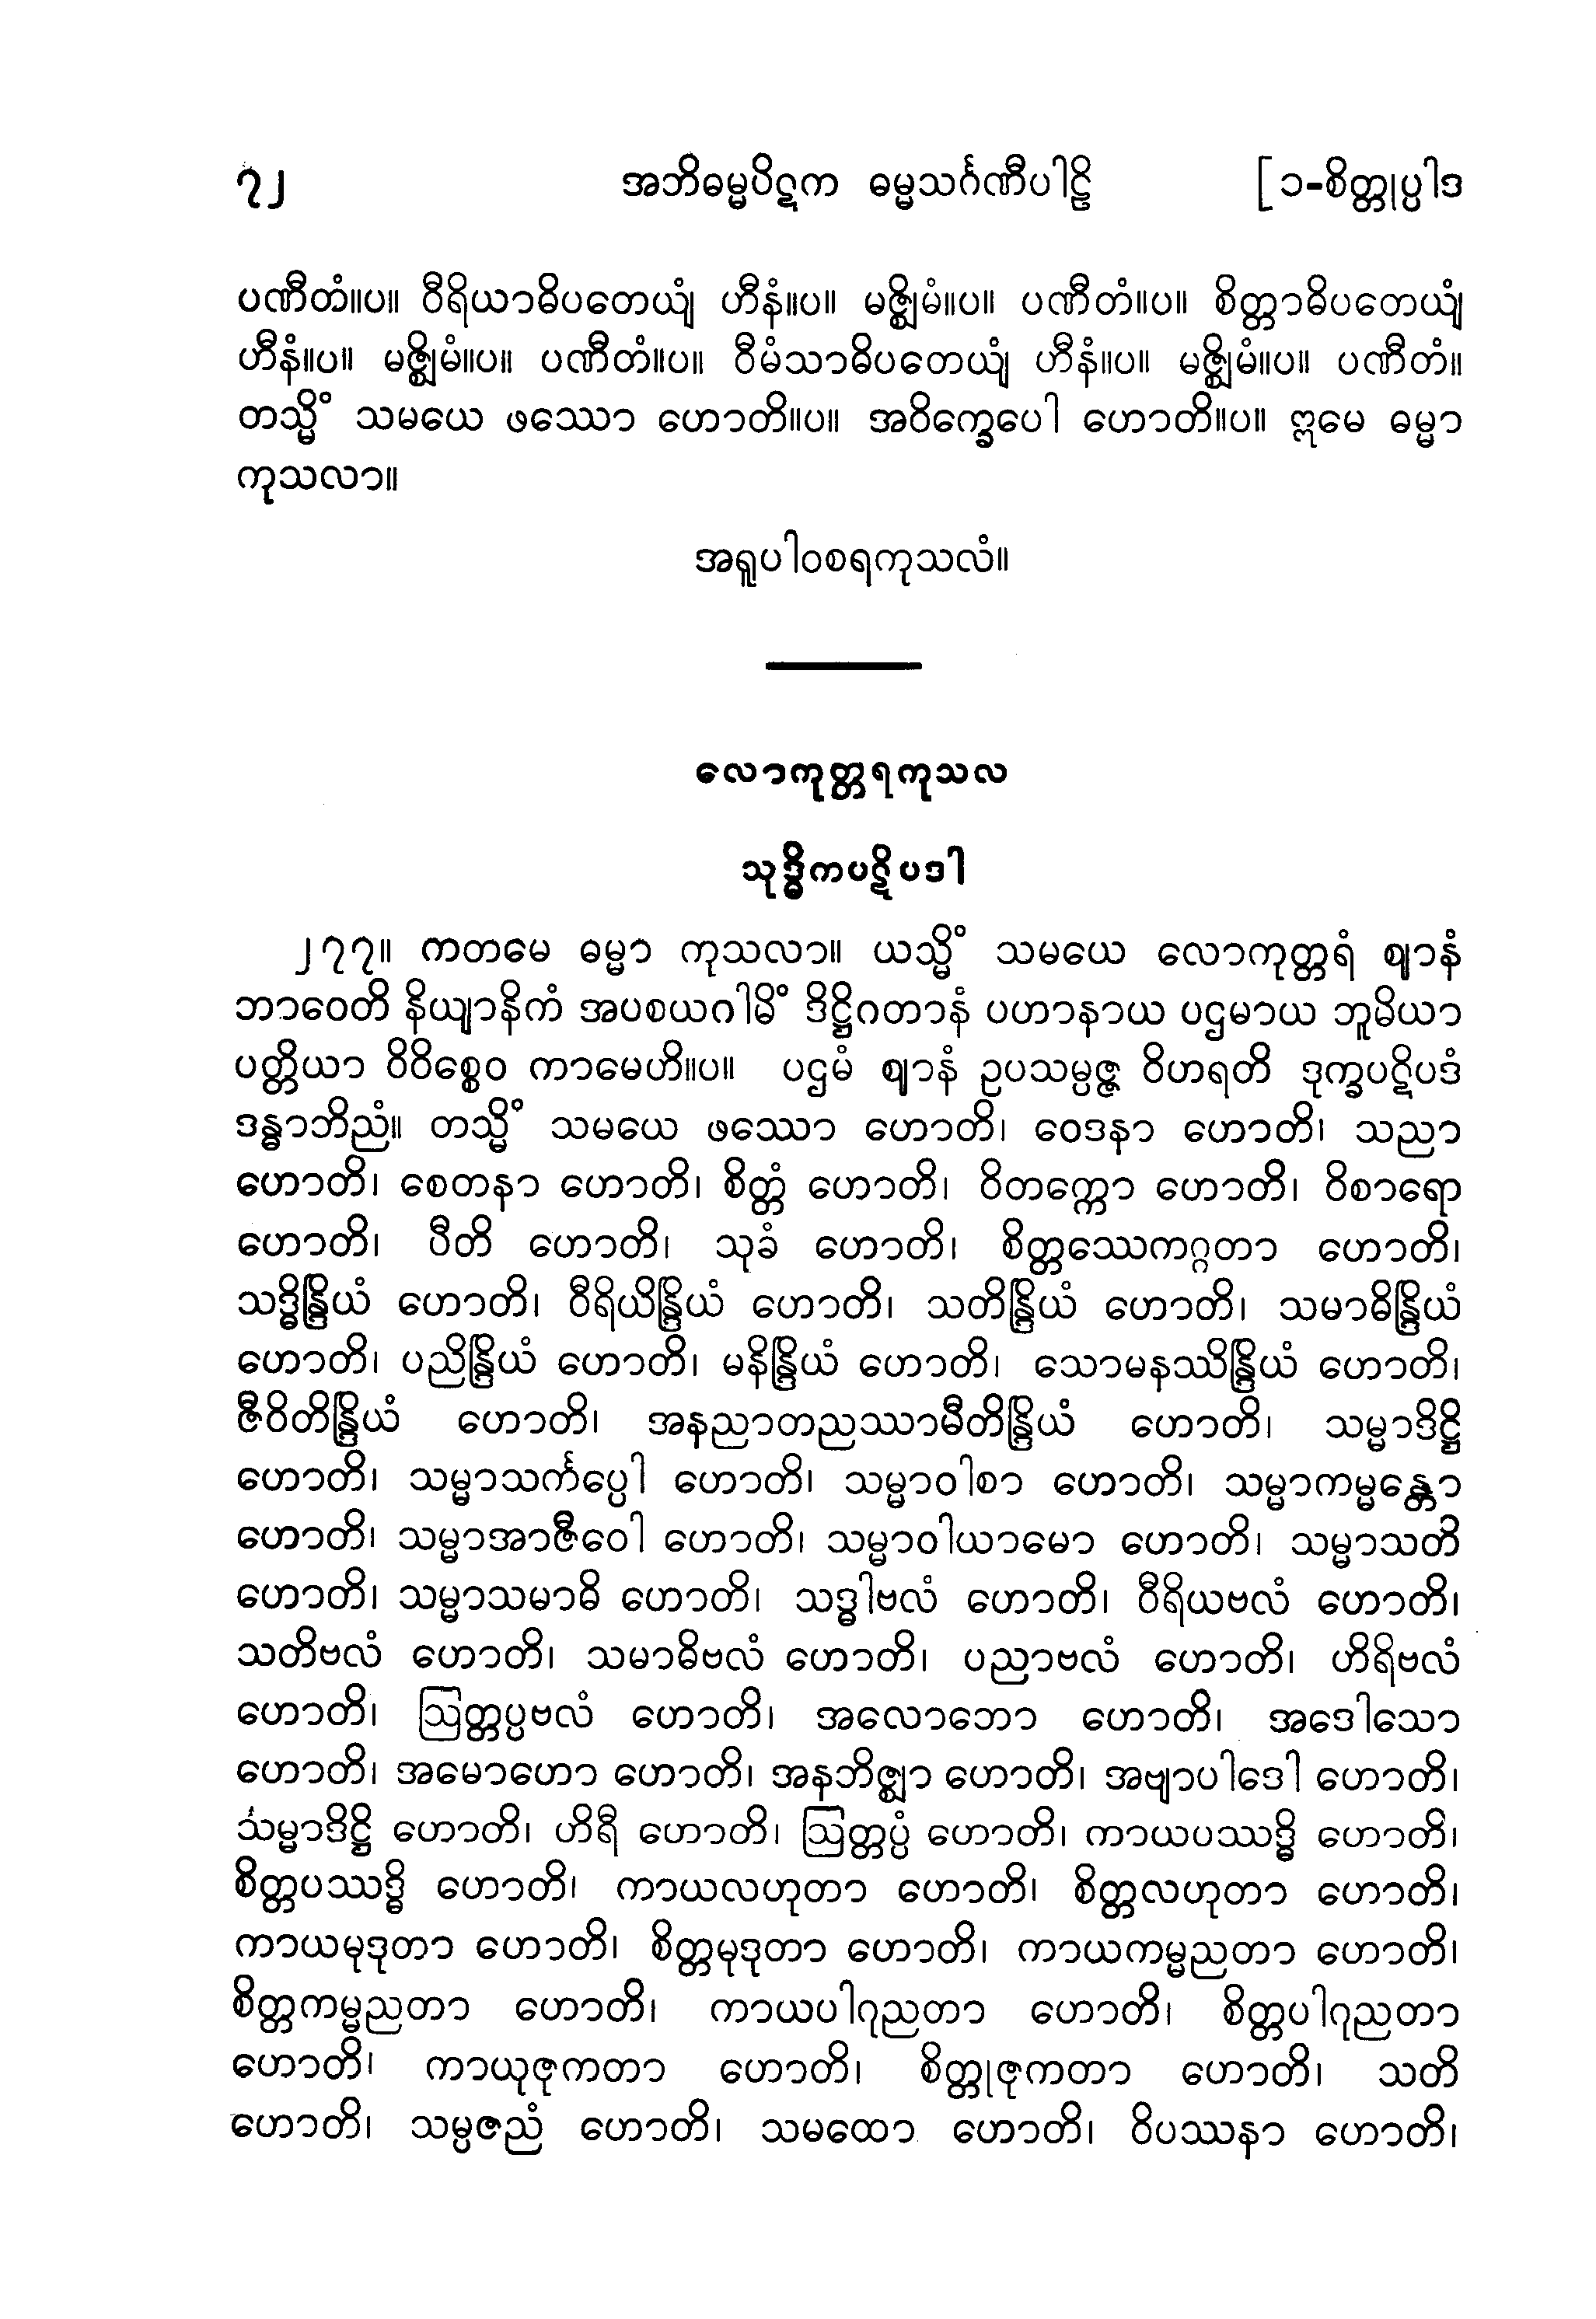 ၇၂ အဘိဓမ္မပိဋက ဓမ္မသင်္ဂဏီပါဠိ [ ၁-စိတ္တုပ္ပါဒ
ပဏီတံ။ပ။ ဝီရိယာဓိပတေယျံ ဟီနံ။ပ။ မဇ္ဈိမံ။ပ။ ပဏီတံ။ပ။ စိတ္တာဓိပတေယျံ
ဟီနံ။ပ။ မဇ္ဈိမံ။ပ။ ပဏီတံ။ပ။ ဝီမံသာဓိပတေယျံ ဟီနံ။ပ။ မဇ္ဈိမံ။ပ။ ပဏီတံ။
တသ္မိံ သမယေ ဖဿော ဟောတိ။ပ။ အဝိက္ခေပေါ ဟောတိ။ပ။ ဣမေ ဓမ္မာ
ကုသလာ။
အရူပါဝစရကုသလံ။
လောကုတ္တရကုသလ
သုဒ္ဓိကပဋိပဒါ
၂၇၇။ ကတမေ ဓမ္မာ ကုသလာ။ ယသ္မိံ သမယေ လောကုတ္တရံ ဈာနံ
ဘာဝေတိ နိယျာနိကံ အပစယဂါမိံ ဒိဋ္ဌိဂတာနံ ပဟာနာယ ပဌမာယ ဘူမိယာ
ပတ္တိယာ ဝိဝိစ္စေဝ ကာမေဟိ။ပ။ ပဌမံ ဈာနံ ဥပသမ္ပဇ္ဇ ဝိဟရတိ ဒုက္ခပဋိပဒံ
ဒန္ဓာဘိညံ။ တသ္မိံ သမယေ ဖဿော ဟောတိ၊ ဝေဒနာ ဟောတိ၊ သညာ
ဟောတိ၊ စေတနာ ဟောတိ၊ စိတ္တံ ဟောတိ၊ ဝိတက္ကော ဟောတိ၊ ဝိစာရော
ဟောတိ၊ ပီတိ ဟောတိ၊ သုခံ ဟောတိ၊ စိတ္တဿေကဂ္ဂတာ ဟောတိ၊
သဒ္ဓိန္ဒြိယံ ဟောတိ၊ ဝီရိယိန္ဒြိယံ ဟောတိ၊ သတိန္ဒြိယံ ဟောတိ၊ သမာဓိန္ဒြိယံ
ဟောတိ၊ ပညိန္ဒြိယံ ဟောတိ၊ မနိန္ဒြိယံ ဟောတိ၊ သောမနဿိန္ဒြိယံ ဟောတိ၊
ဇီဝိတိန္ဒြိယံ ဟောတိ၊ အနညာတညဿာမီတိန္ဒြိယံ ဟောတိ၊ သမ္မာဒိဋ္ဌိ
ဟောတိ၊ သမ္မာသင်္ကပ္ပေါ ဟောတိ၊ သမ္မာဝါစာ ဟောတိ၊ သမ္မာကမ္မန္တော
ဟောတိ၊ သမ္မာအာဇီဝေါ ဟောတိ၊ သမ္မာဝါယာမော ဟောတိ၊ သမ္မာသတိ
ဟောတိ၊ သမ္မာသမာဓိ ဟောတိ၊ သဒ္ဓါဗလံ ဟောတိ၊ ဝီရိယဗလံ ဟောတိ၊
သတိဗလံ ဟောတိ၊ သမာဓိဗလံ ဟောတိ၊ ပညာဗလံ ဟောတိ၊ ဟိရိဗလံ
ဟောတိ၊ ဩတ္တပ္ပဗလံ ဟောတိ၊ အလောဘော ဟောတိ၊ အဒေါသော
ဟောတိ၊ အမောဟော ဟောတိ၊ အနဘိဇ္ဈာ ဟောတိ၊ အဗျာပါဒေါ ဟောတိ၊
သမ္မာဒိဋ္ဌိ ဟောတိ၊ ဟိရီ ဟောတိ၊ ဩတ္တပ္ပံ ဟောတိ၊ ကာယပဿဒ္ဓိ ဟောတိ၊
စိတ္တပဿဒ္ဓိ ဟောတိ၊ ကာယလဟုတာ ဟောတိ၊ စိတ္တလဟုတာ ဟောတိ၊
ကာယမုဒုတာ ဟောတိ၊ စိတ္တမုဒုတာ ဟောတိ၊ ကာယကမ္မညတာ ဟောတိ၊
စိတ္တကမ္မညတာ ဟောတိ၊ ကာယပါဂုညတာ ဟောတိ၊ စိတ္တပါဂုညတာ
ဟောတိ၊ ကာယုဇုကတာ ဟောတိ၊ စိတ္တုဇုကတာ ဟောတိ၊ သတိ
ဟောတိ၊ သမ္ပဇညံ ဟောတိ၊ သမထော ဟောတိ၊ ဝိပဿနာ ဟောတိ၊